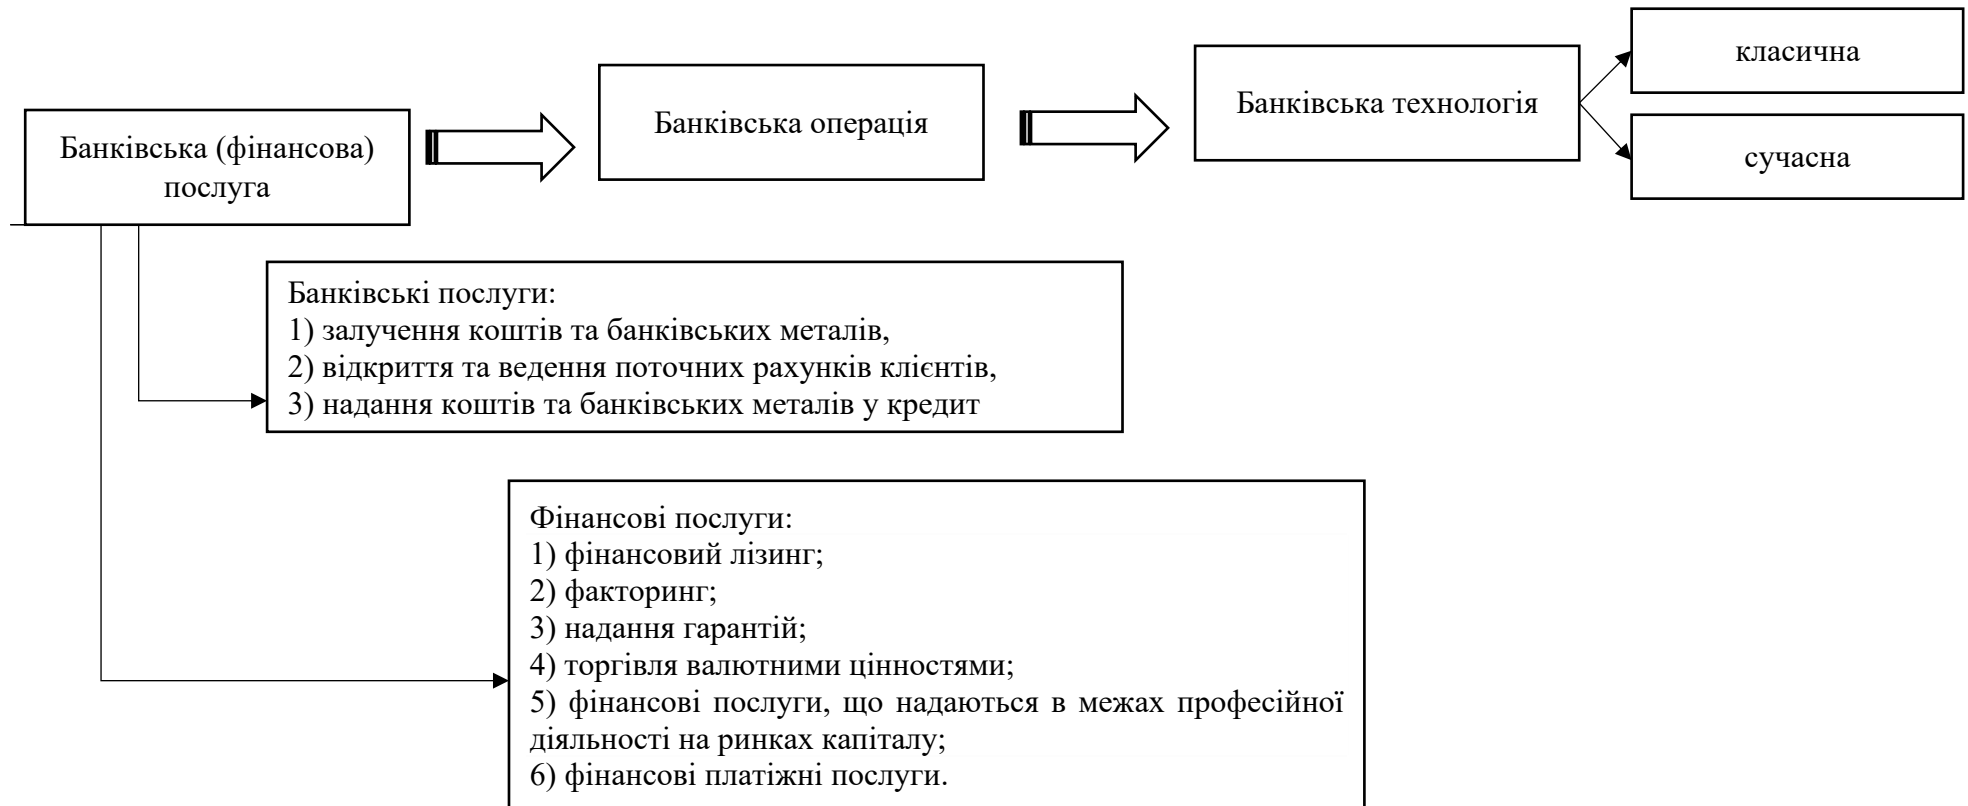 Банківська (фінансова)
послуга
Банківська операція
Банківська технологія
класична
сучасна
Банківські послуги:
1) залучення коштів та банківських металів,
2) відкриття та ведення поточних рахунків клієнтів,
3) надання коштів та банківських металів у кредит
Фінансові послуги:
1) фінансовий лізинг;
2) факторинг;
3) надання гарантій;
4) торгівля валютними цінностями;
5) фінансові послуги, що надаються в межах професійної
діяльності на ринках капіталу;
6) фінансові платіжні послуги.